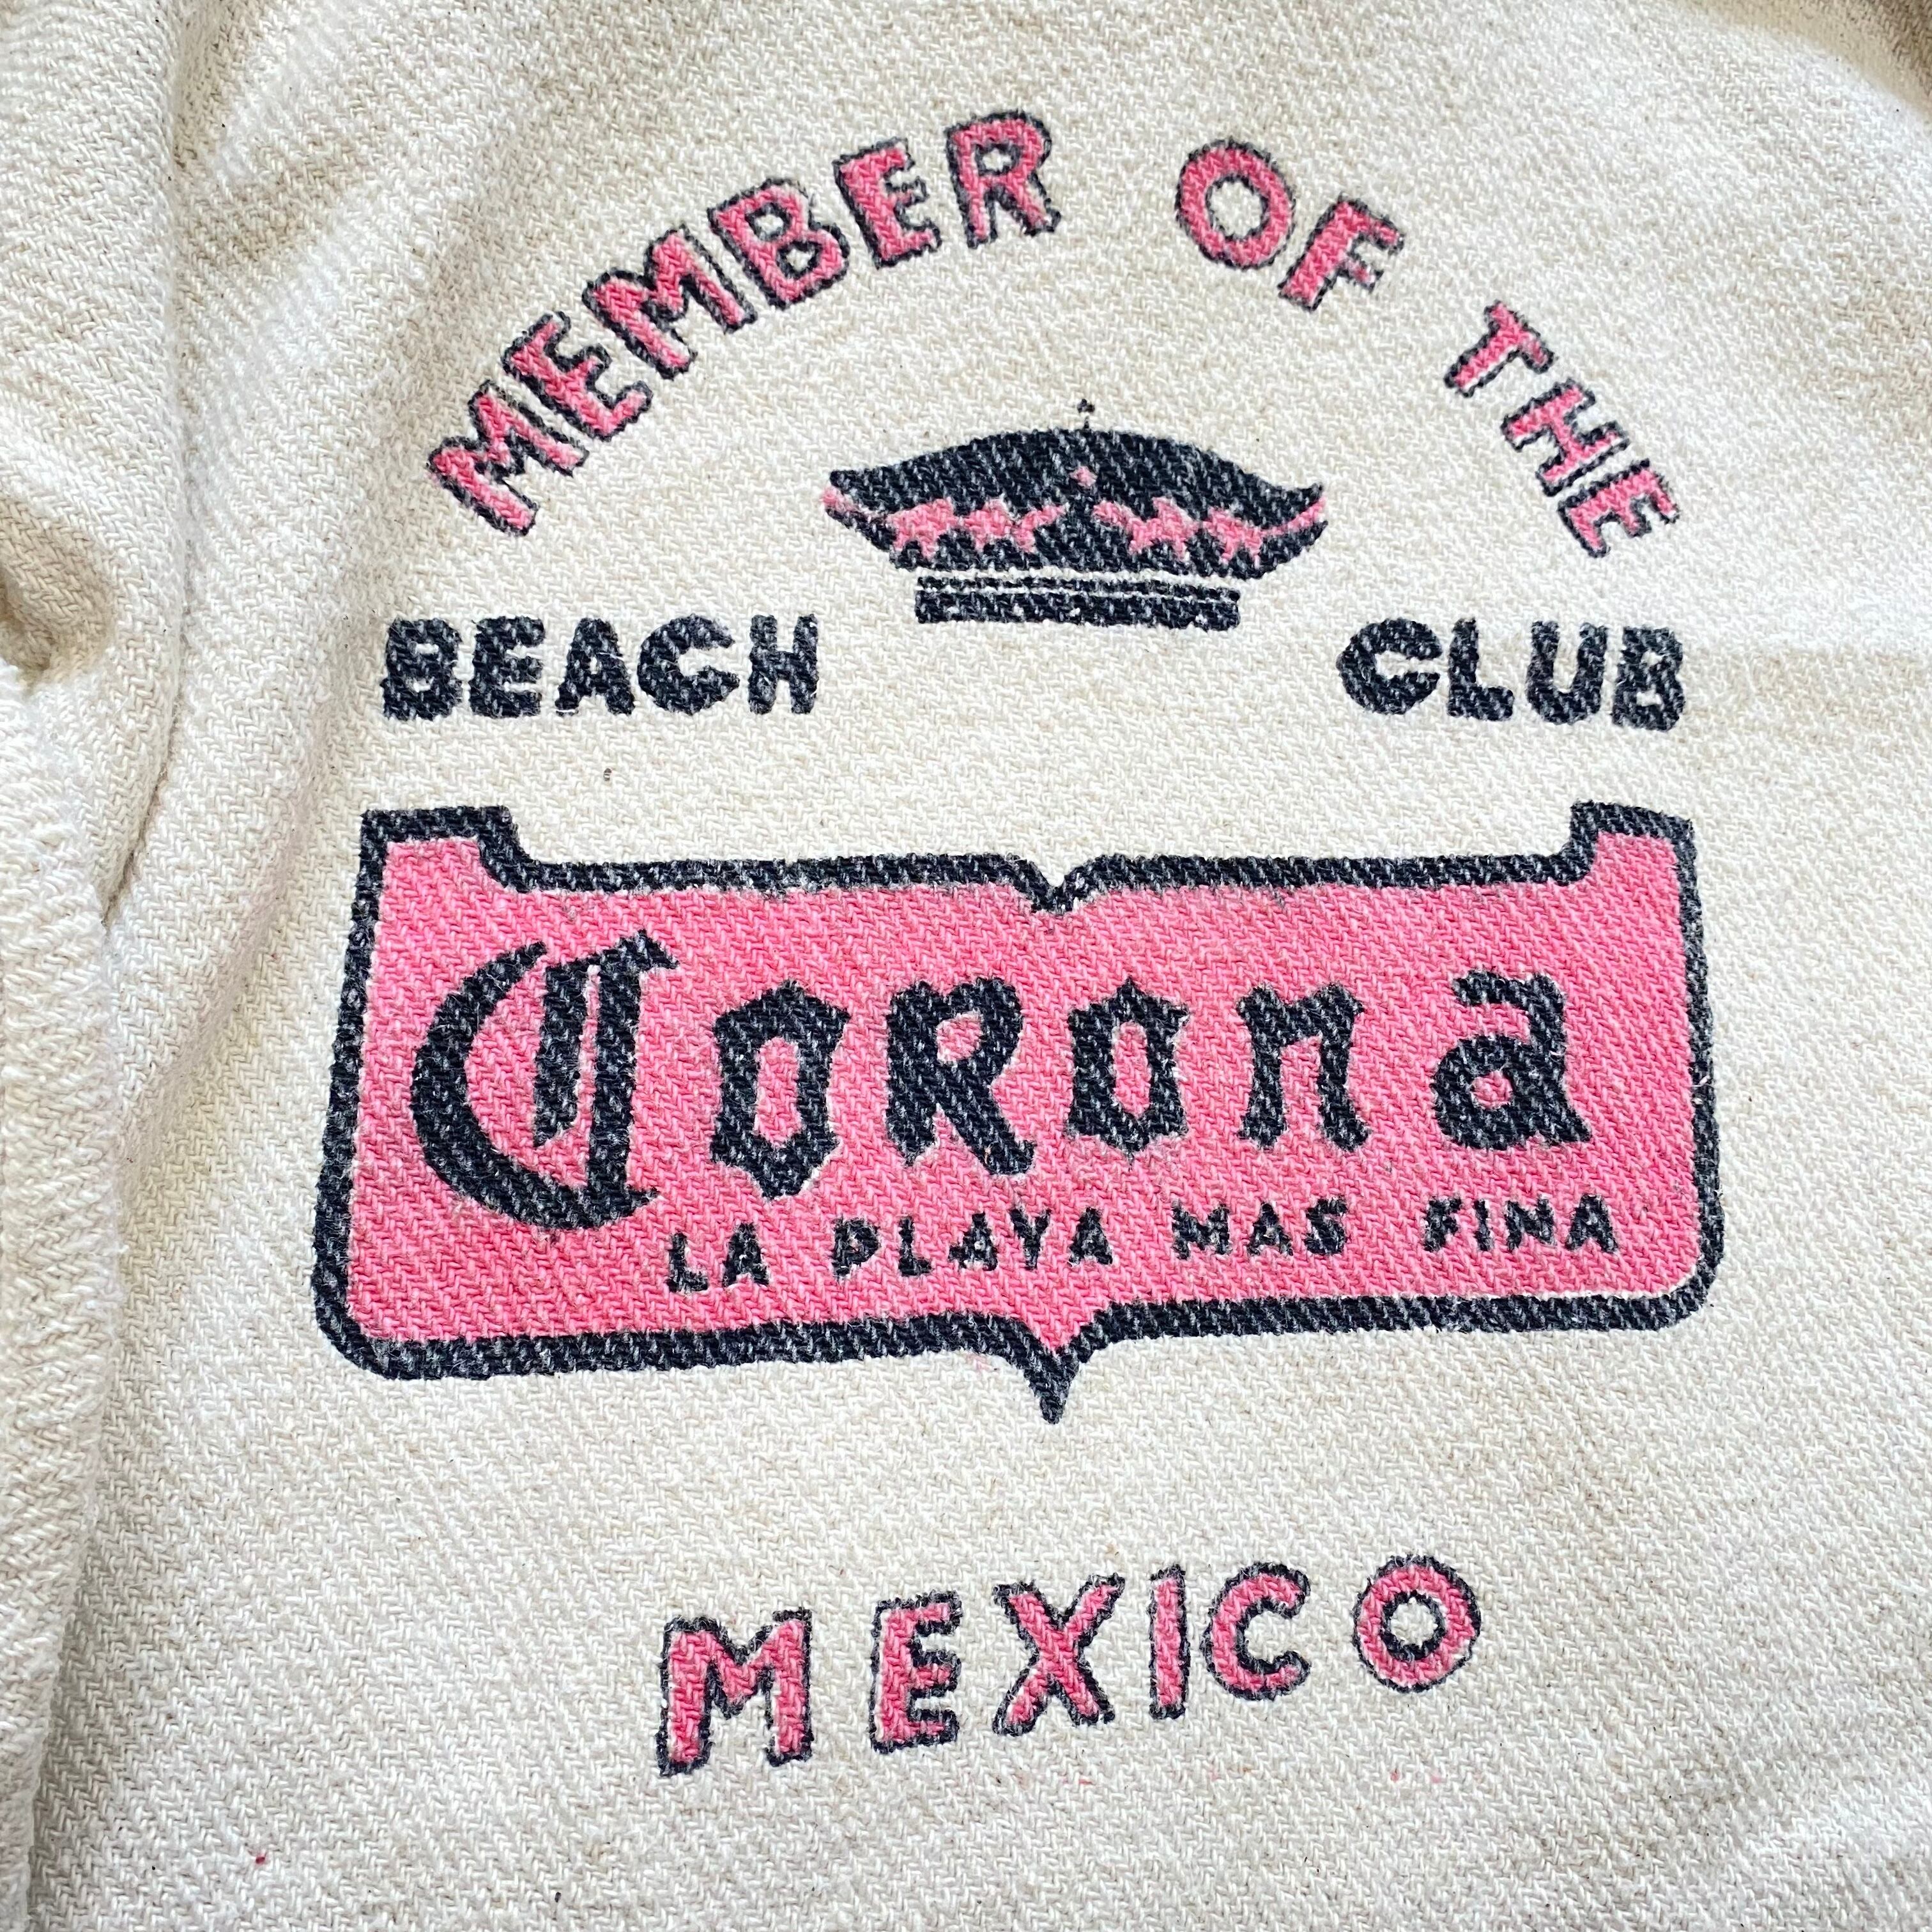 MEMBER OF THE
BEACH CLUB
Corona
LA PLAYA MAS FINA
MEXICO